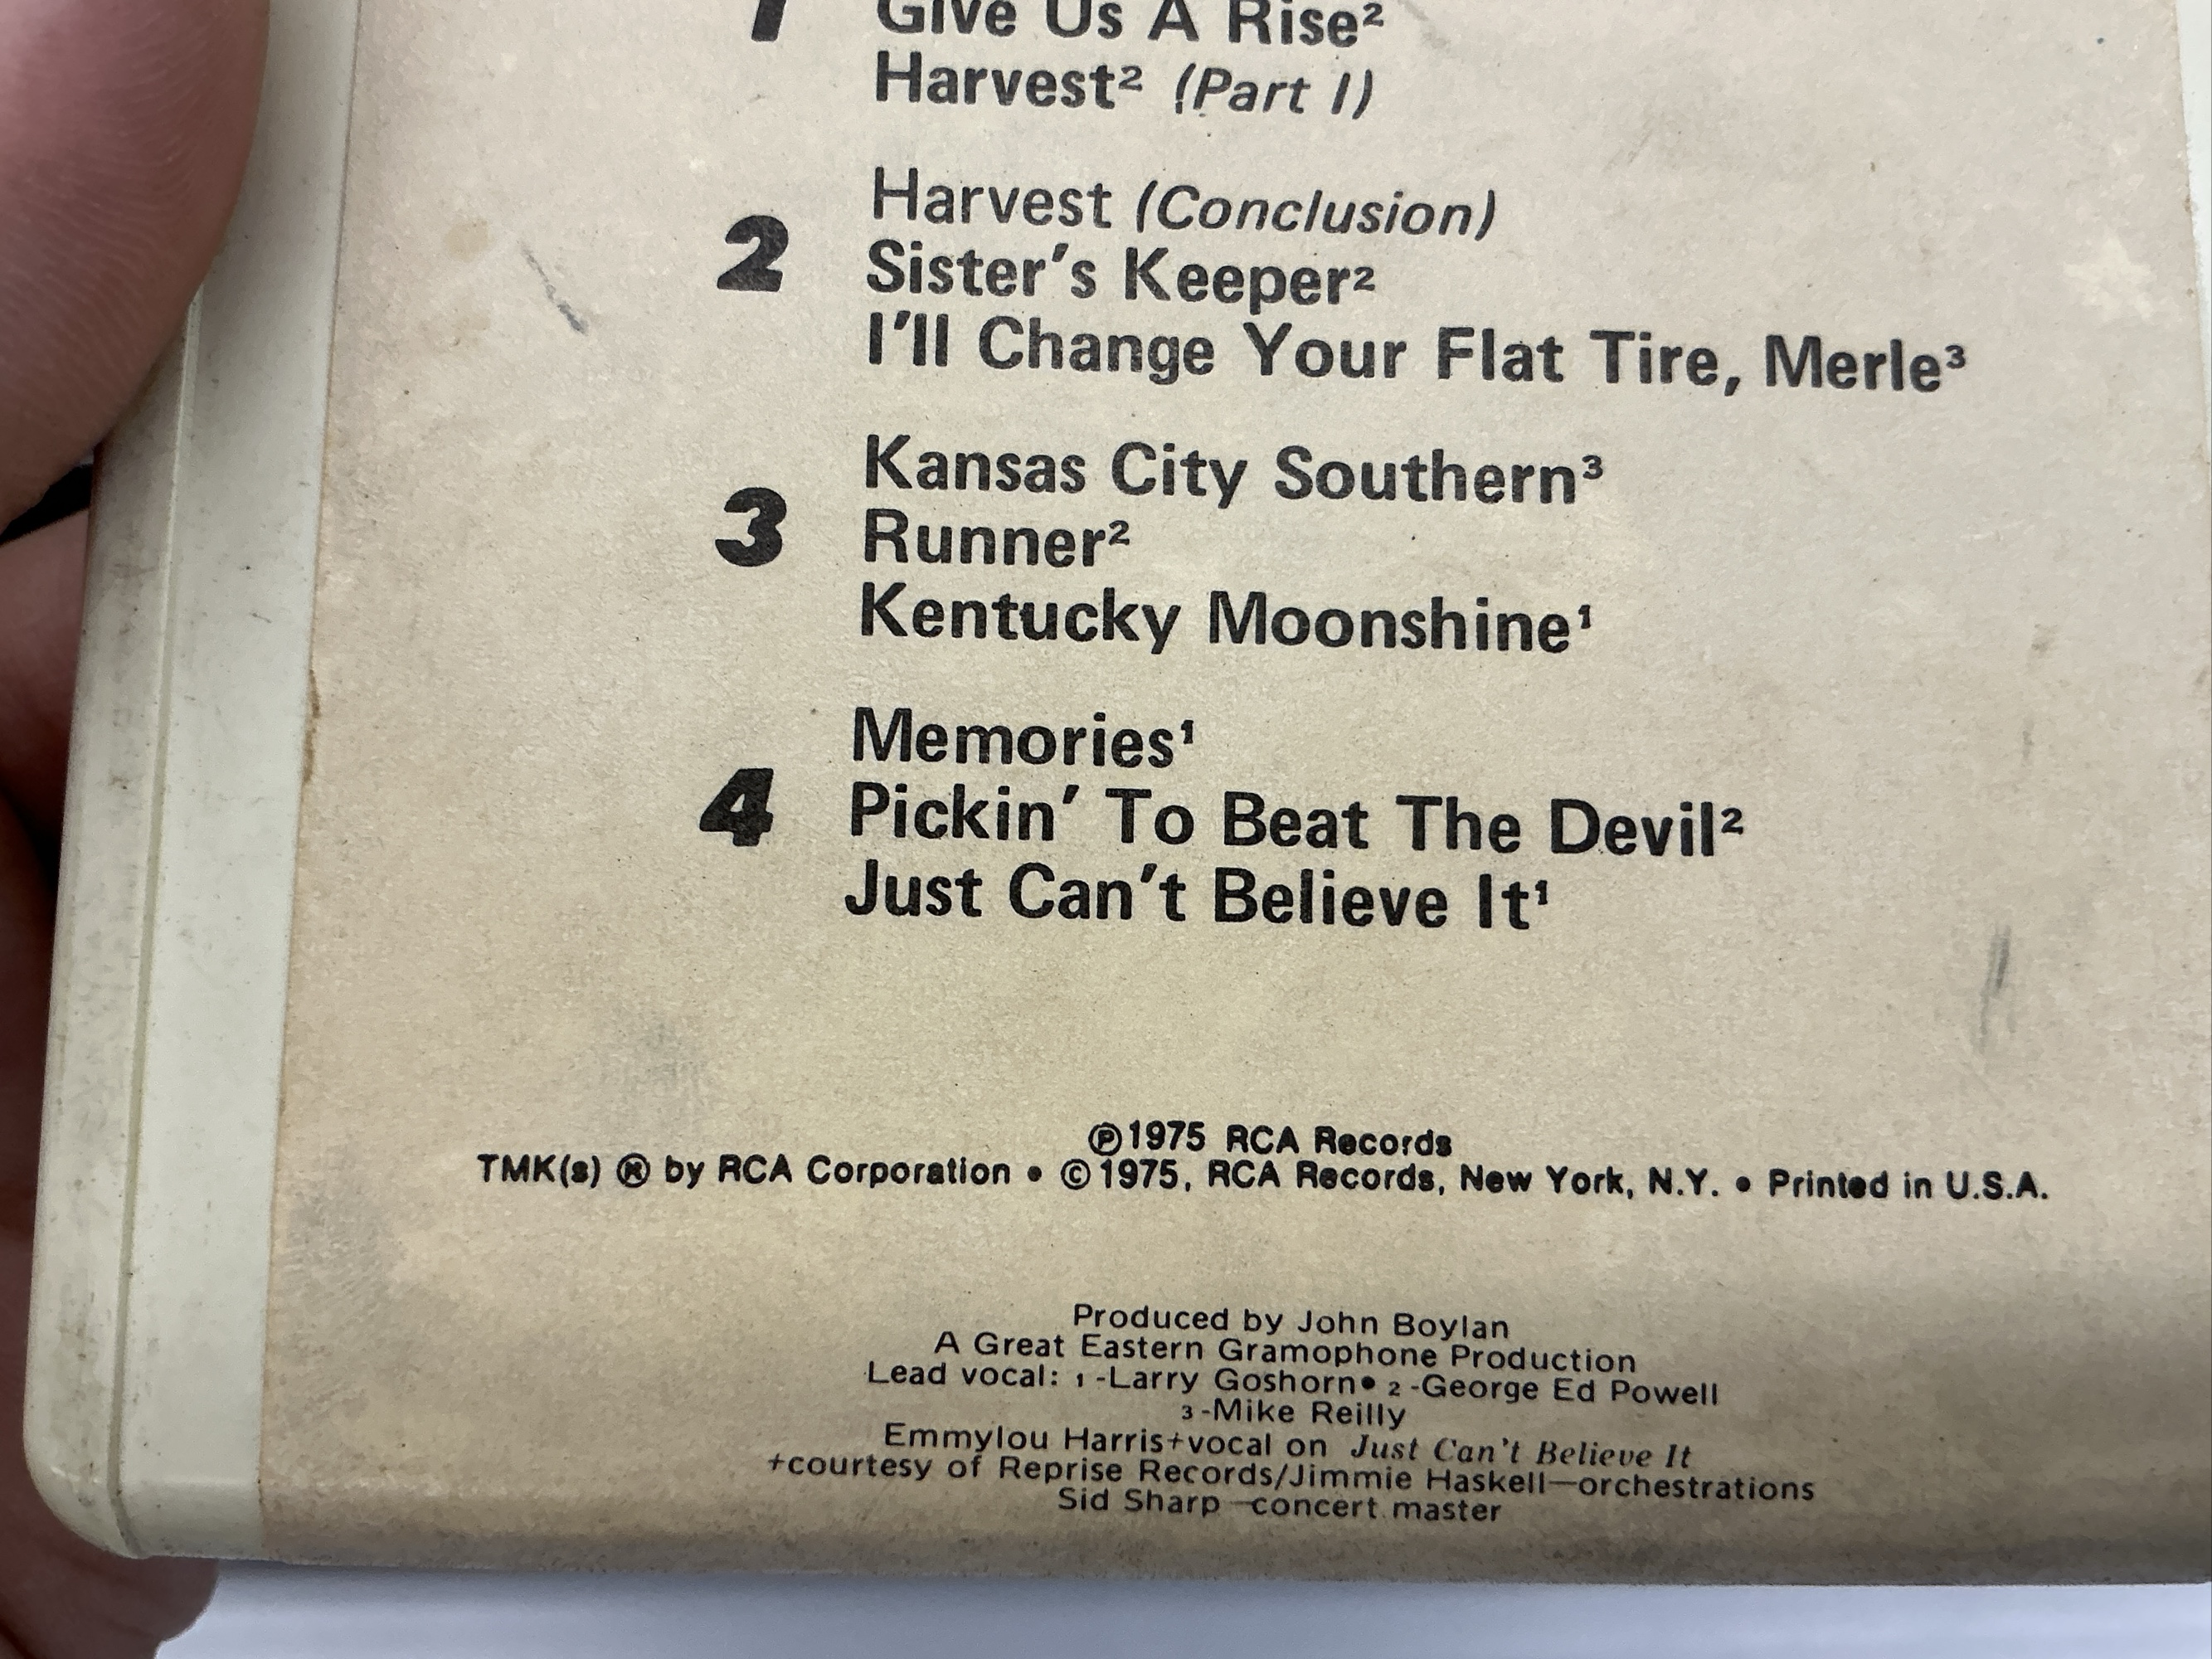 1 Give Us A Rise²
Harvest² (Part I)
2 Harvest (Conclusion)
Sister's Keeper²
I'll Change Your Flat Tire, Merle³
3 Kansas City Southern³
Runner²
Kentucky Moonshine¹
4 Memories¹
Pickin' To Beat The Devil²
Just Can't Believe It¹
℗1975 RCA Records
TMK(s) ® by RCA Corporation • ©1975, RCA Records, New York, N.Y. • Printed in U.S.A.
Produced by John Boylan
A Great Eastern Gramophone Production
Lead vocal: 1 -Larry Goshorn• 2 -George Ed Powell
3 -Mike Reilly
Emmylou Harris+vocal on Just Can't Believe It
+courtesy of Reprise Records/Jimmie Haskell—orchestrations
Sid Sharp—concert master